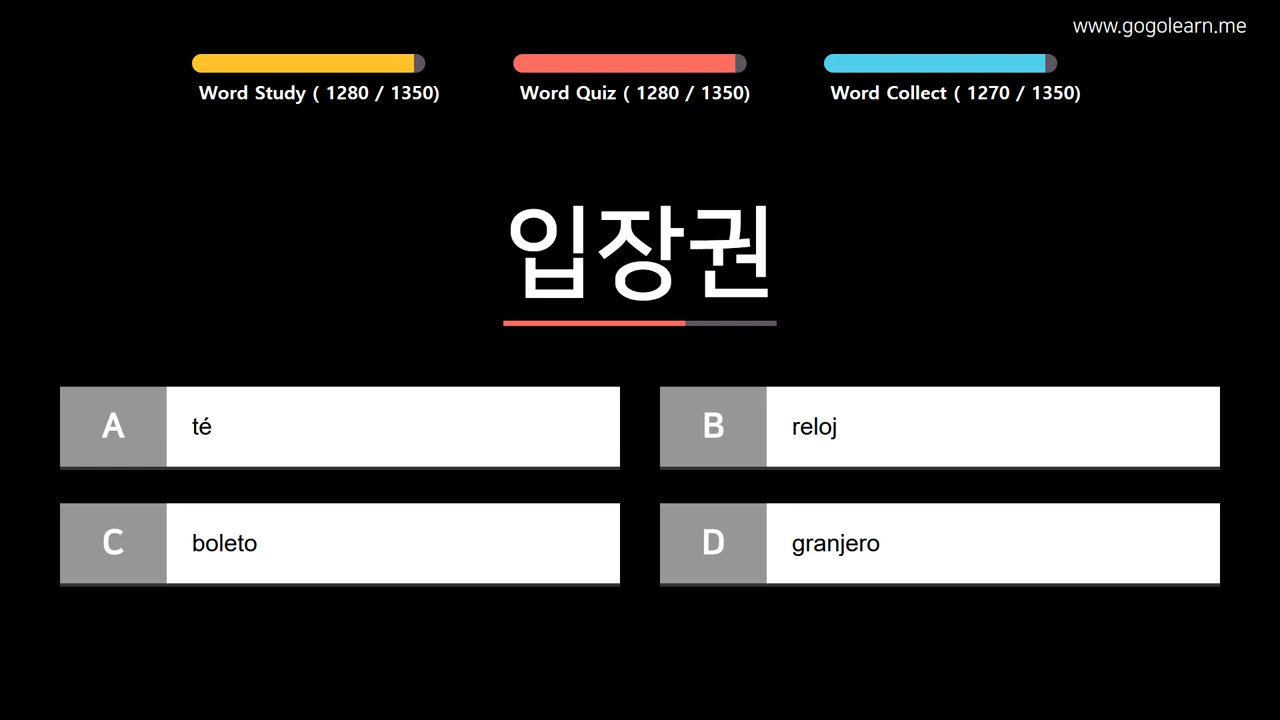 www.gogolearn.me
Word Study ( 1280 / 1350)
Word Quiz ( 1280 / 1350)
Word Collect ( 1270 / 1350)
입장권
A té
B reloj
C boleto
D granjero